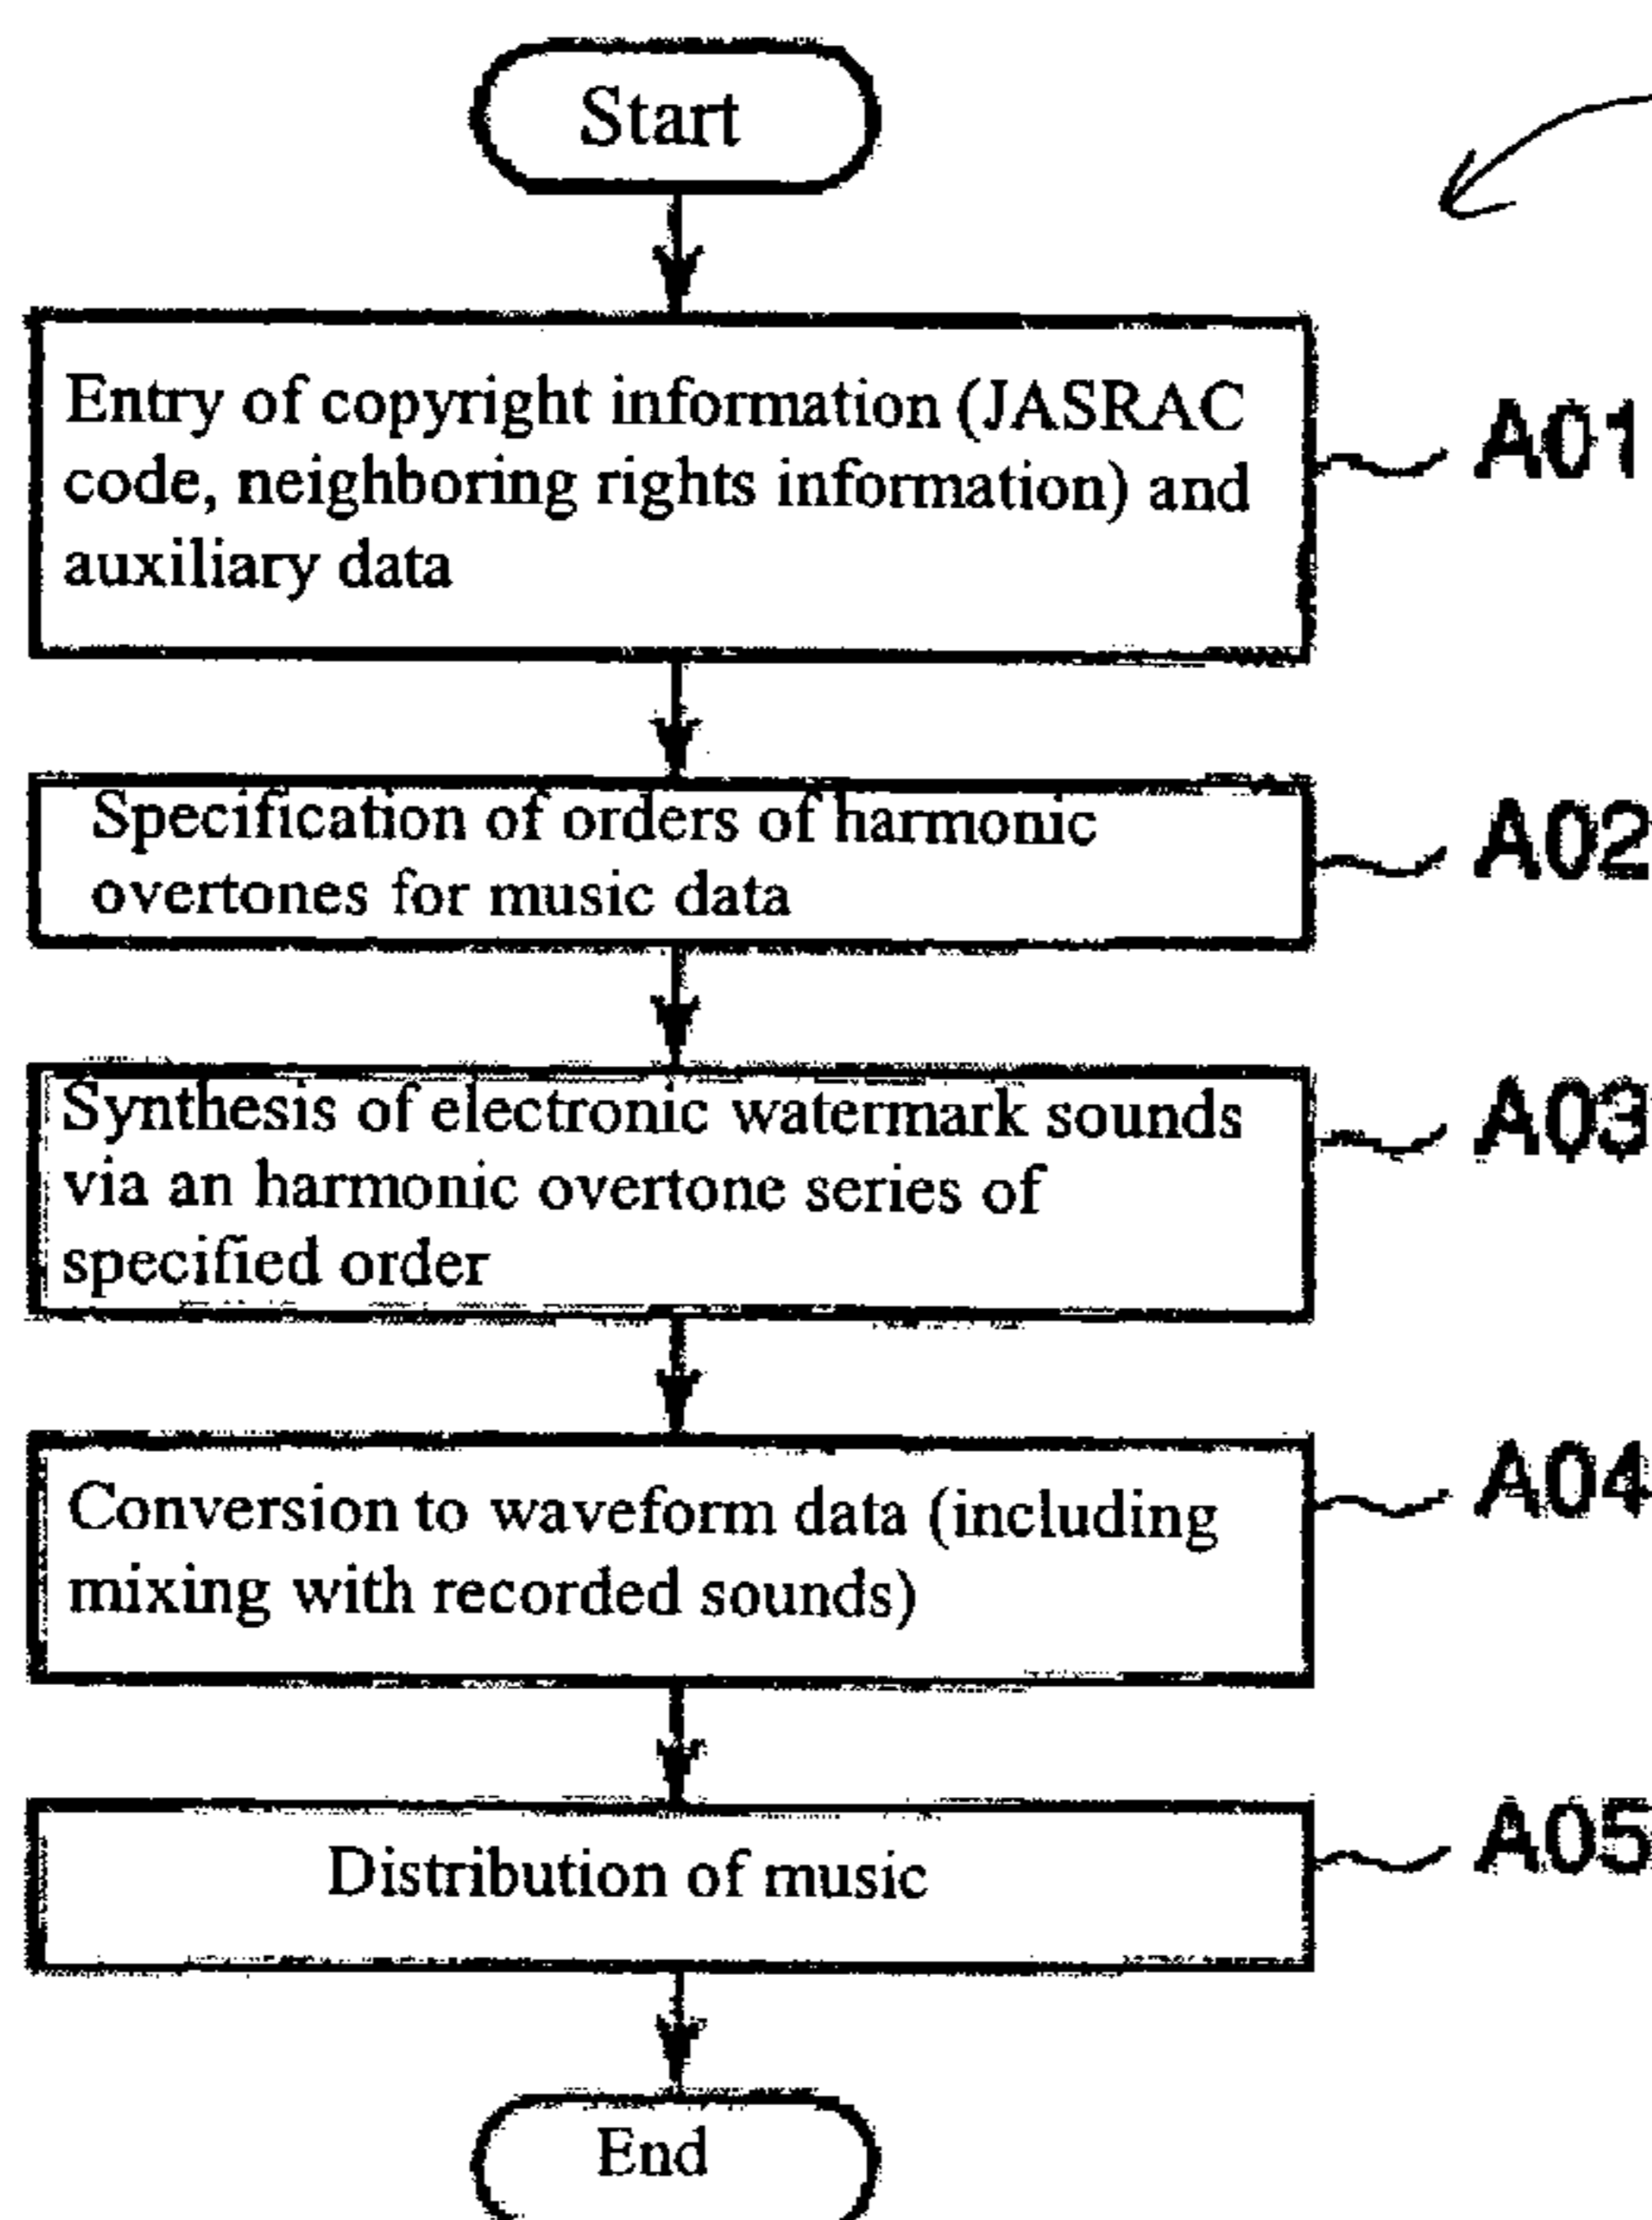 Start
Entry of copyright information (JASRAC
code, neighboring rights information) and
auxiliary data
A01
Specification of orders of harmonic
overtones for music data
A02
Synthesis of electronic watermark sounds
via an harmonic overtone series of
specified order
A03
Conversion to waveform data (including
mixing with recorded sounds)
A04
Distribution of music
A05
End